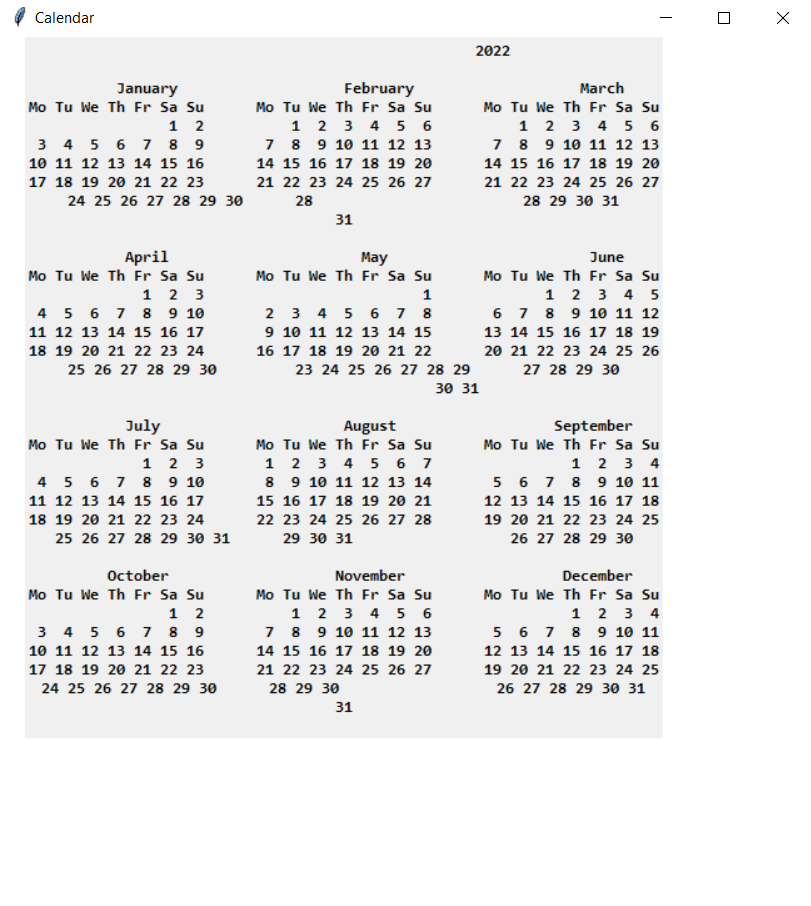 Calendar
2022
January February March
Mo Tu We Th Fr Sa Su Mo Tu We Th Fr Sa Su Mo Tu We Th Fr Sa Su
1 2 1 2 3 4 5 6 1 2 3 4 5 6
3 4 5 6 7 8 9 7 8 9 10 11 12 13 7 8 9 10 11 12 13
10 11 12 13 14 15 16 14 15 16 17 18 19 20 14 15 16 17 18 19 20
17 18 19 20 21 22 23 21 22 23 24 25 26 27 21 22 23 24 25 26 27
24 25 26 27 28 29 30 28 28 29 30 31
31
April May June
Mo Tu We Th Fr Sa Su Mo Tu We Th Fr Sa Su Mo Tu We Th Fr Sa Su
1 2 3 1 1 2 3 4 5
4 5 6 7 8 9 10 2 3 4 5 6 7 8 6 7 8 9 10 11 12
11 12 13 14 15 16 17 9 10 11 12 13 14 15 13 14 15 16 17 18 19
18 19 20 21 22 23 24 16 17 18 19 20 21 22 20 21 22 23 24 25 26
25 26 27 28 29 30 23 24 25 26 27 28 29 27 28 29 30
30 31
July August September
Mo Tu We Th Fr Sa Su Mo Tu We Th Fr Sa Su Mo Tu We Th Fr Sa Su
1 2 3 1 2 3 4 5 6 7 1 2 3 4
4 5 6 7 8 9 10 8 9 10 11 12 13 14 5 6 7 8 9 10 11
11 12 13 14 15 16 17 15 16 17 18 19 20 21 12 13 14 15 16 17 18
18 19 20 21 22 23 24 22 23 24 25 26 27 28 19 20 21 22 23 24 25
25 26 27 28 29 30 31 29 30 31 26 27 28 29 30
October November December
Mo Tu We Th Fr Sa Su Mo Tu We Th Fr Sa Su Mo Tu We Th Fr Sa Su
1 2 1 2 3 4 5 6 1 2 3 4
3 4 5 6 7 8 9 7 8 9 10 11 12 13 5 6 7 8 9 10 11
10 11 12 13 14 15 16 14 15 16 17 18 19 20 12 13 14 15 16 17 18
17 18 19 20 21 22 23 21 22 23 24 25 26 27 19 20 21 22 23 24 25
24 25 26 27 28 29 30 28 29 30 26 27 28 29 30 31
31